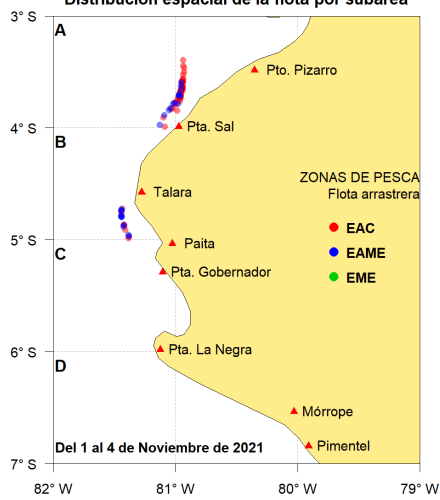 Distribución espacial de la flota por subárea
3° S
A
Pto. Pizarro
4° S
Pta. Sal
B
ZONAS DE PESCA
Flota arrastrera
Talara
EAC
5° S
Paita
EAME
C
Pta. Gobernador
EME
6° S
Pta. La Negra
D
Mórrope
Del 1 al 4 de Noviembre de 2021
Pimentel
7° S
82° W
81° W
80° W
79° W